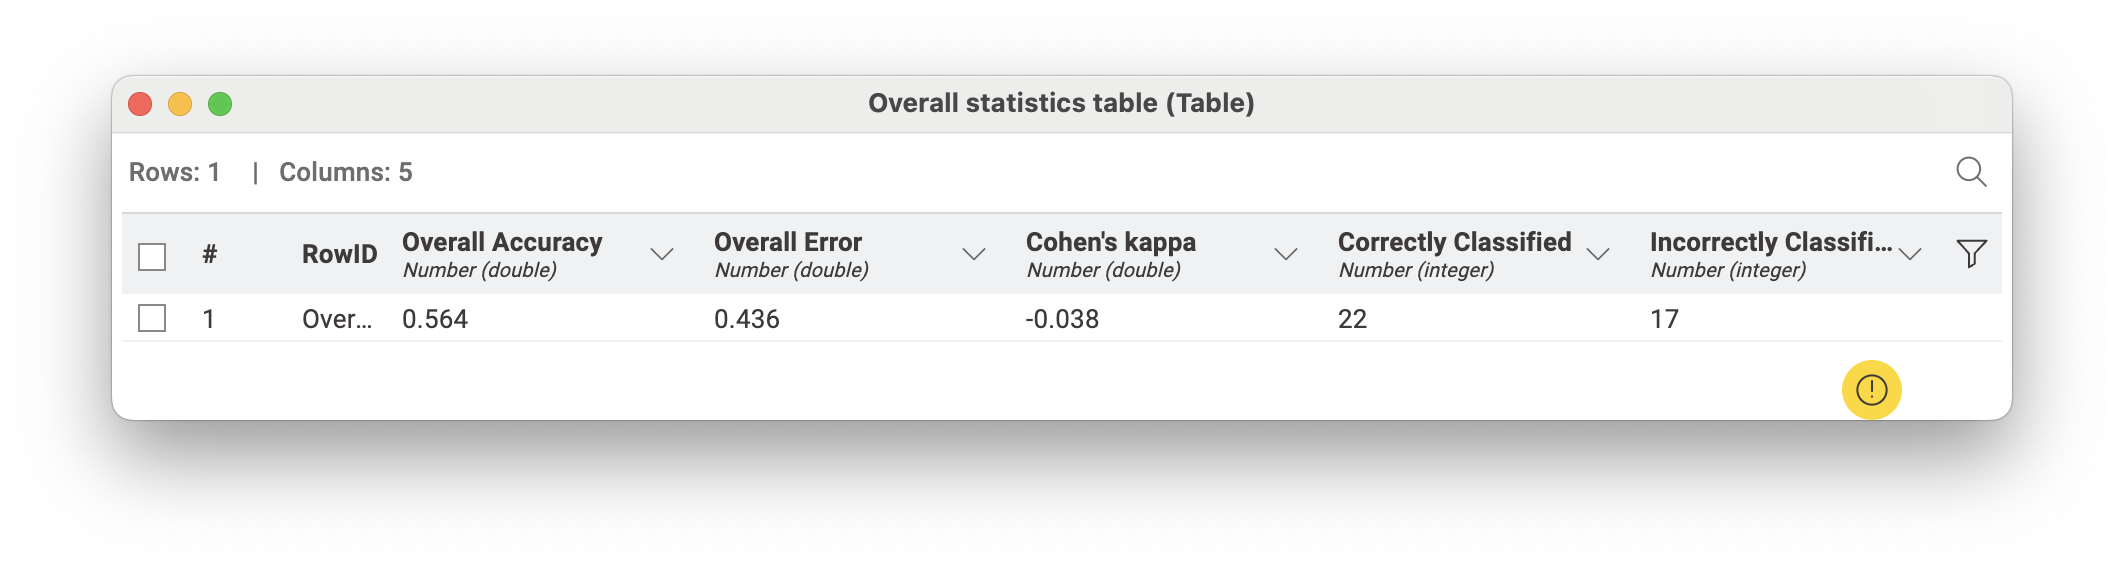 Overall statistics table (Table)
Rows: 1 | Columns: 5
# RowID Overall Accuracy Overall Error Cohen's kappa Correctly Classified Incorrectly Classifi...
Number (double) Number (double) Number (double) Number (integer) Number (integer)
1 Over... 0.564 0.436 -0.038 22 17